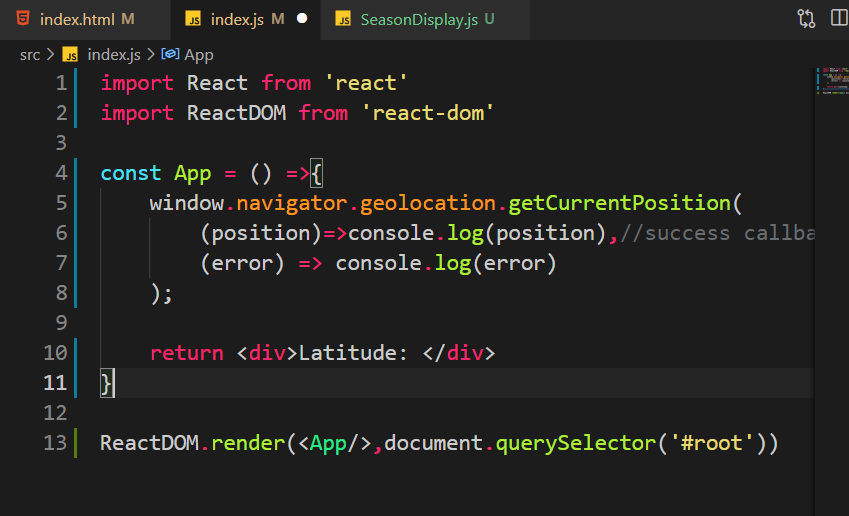 index.html M
JS index.js M
JS SeasonDisplay.js U
src > JS index.js > App
1 import React from 'react'
2 import ReactDOM from 'react-dom'
3
4 const App = () =>{
5 window.navigator.geolocation.getCurrentPosition(
6 (position)=>console.log(position),//success callba
7 (error) => console.log(error)
8 );
9
10 return <div>Latitude: </div>
11 }
12
13 ReactDOM.render(<App/>,document.querySelector('#root'))